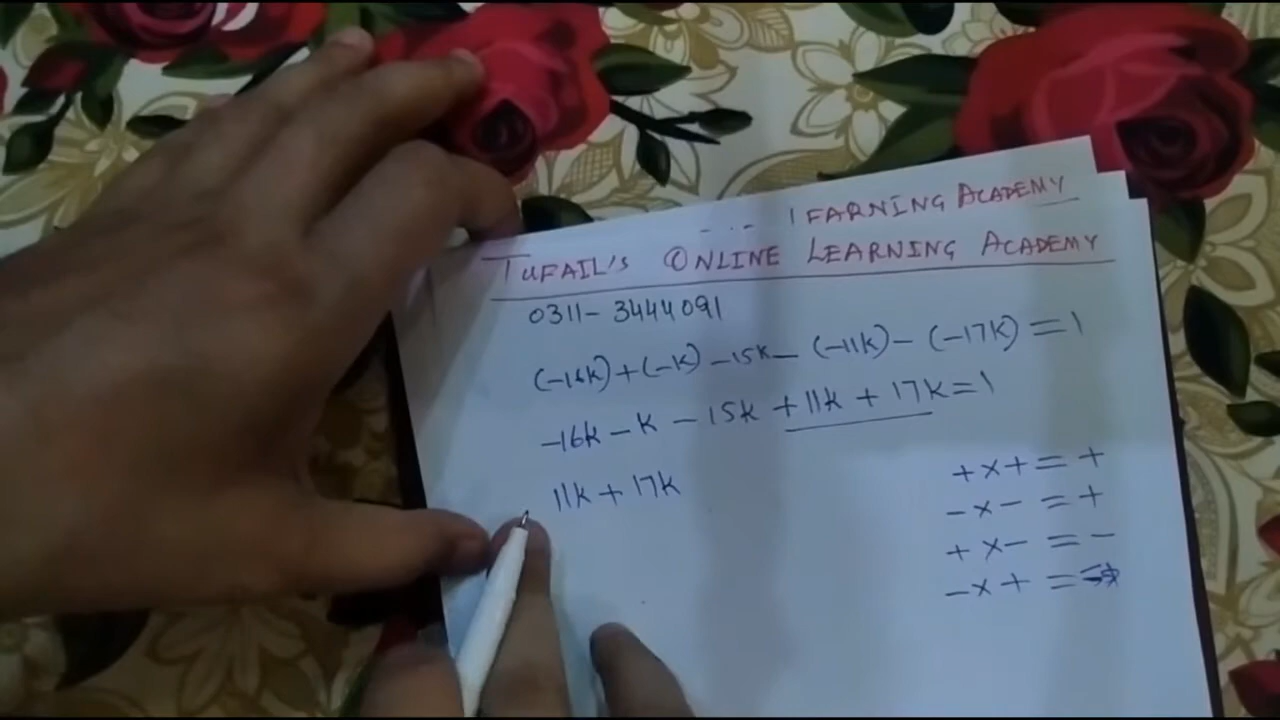 FARNING ACADEMY
TUFAIL'S ONLINE LEARNING ACADEMY
0311-3444091
(-16k)+(-k)-15k-(-11k)-(-17k)=1
-16k-k-15k+11k+17k=1
11k+17k
+x+=+
-x-=+
+x-=-
-x+=